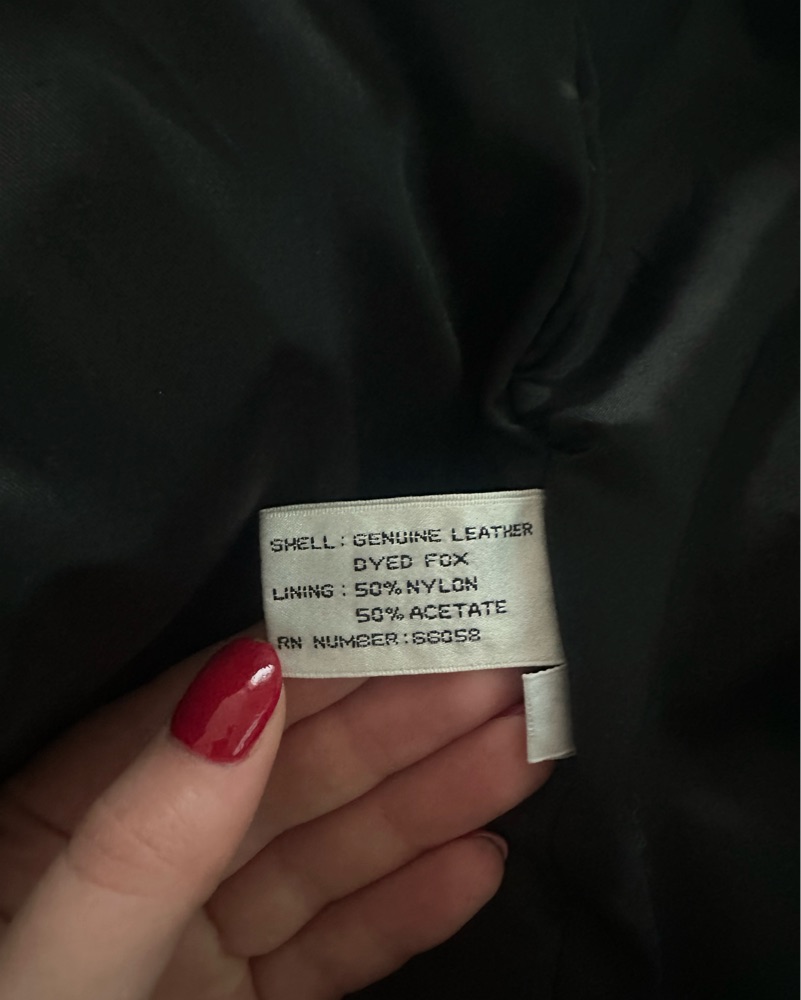 SHELL: GENUINE LEATHER
DYED FOX
LINING: 50% NYLON
50% ACETATE
RN NUMBER: 66058